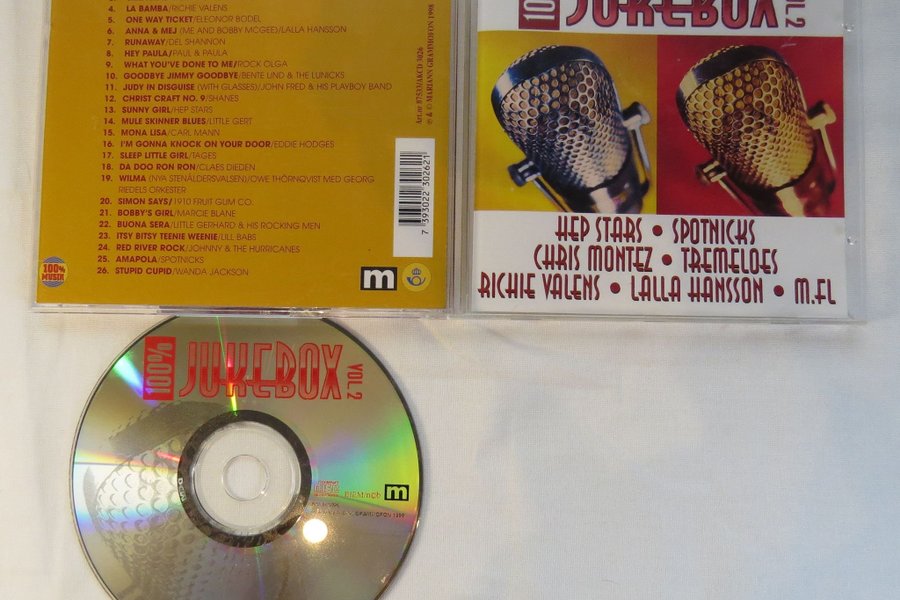 4. LA BAMBA/RICHIE VALENS
5. ONE WAY TICKET/ELEONOR BODEL
6. ANNA & MEJ (ME AND BOBBY MCGEE)/LALLA HANSSON
7. RUNAWAY/DEL SHANNON
8. HEY PAULA/PAUL & PAULA
9. WHAT YOU'VE DONE TO ME/ROCK OLGA
10. GOODBYE JIMMY GOODBYE/BENTE LIND & THE LUNICKS
11. JUDY IN DISGUISE (WITH GLASSES)/JOHN FRED & HIS PLAYBOY BAND
12. CHRIST CRAFT NO. 9/SHANES
13. SUNNY GIRL/HEP STARS
14. MULE SKINNER BLUES/LITTLE GERT
15. MONA LISA/CARL MANN
16. I'M GONNA KNOCK ON YOUR DOOR/EDDIE HODGES
17. SLEEP LITTLE GIRL/TAGES
18. DA DOO RON RON/CLAES DIEDEN
19. WILMA (NYA STENÅLDERSVALSEN)/OWE THÖRNQVIST MED GEORG
RIEDELS ORKESTER
20. SIMON SAYS/1910 FRUIT GUM CO.
21. BOBBY'S GIRL/MARCIE BLANE
22. BUONA SERA/LITTLE GERHARD & HIS ROCKING MEN
23. ITSY BITSY TEENIE WEENIE/LILL BABS
24. RED RIVER ROCK/JOHNNY & THE HURRICANES
25. AMAPOLA/SPOTNICKS
26. STUPID CUPID/WANDA JACKSON
100%
MUSIK
Art.nr 87533/AKCD 3026
℗ & © MARIANN GRAMMOFON 1998
7 393022 302621
m
100% JUKEBOX VOL.2
HEP STARS • SPOTNICKS
CHRIS MONTEZ • TREMELOES
RICHIE VALENS • LALLA HANSSON • M.FL
100% JUKEBOX VOL.2
m